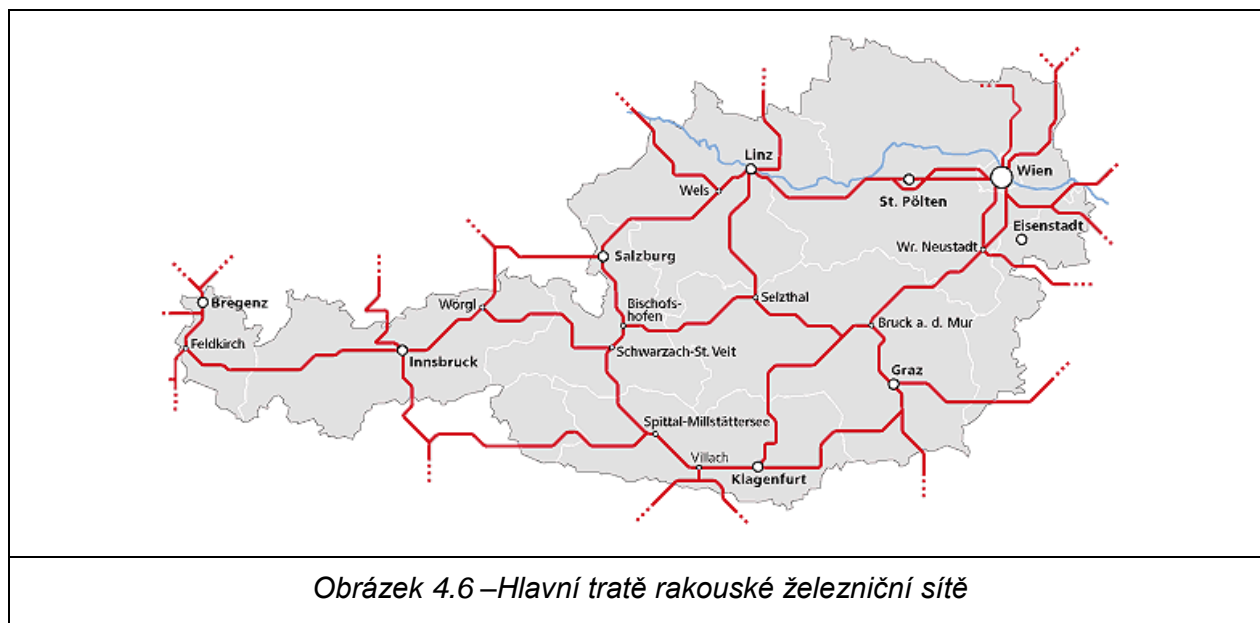 Linz
Wien
Wels
St. Pölten
Eisenstadt
Wr. Neustadt
Salzburg
Bregenz
Wörgl
Bischofs-
hofen
Selzthal
Bruck a. d. Mur
Feldkirch
Innsbruck
Schwarzach-St. Veit
Graz
Spittal-Millstättersee
Villach
Klagenfurt
Obrázek 4.6 –Hlavní tratě rakouské železniční sítě